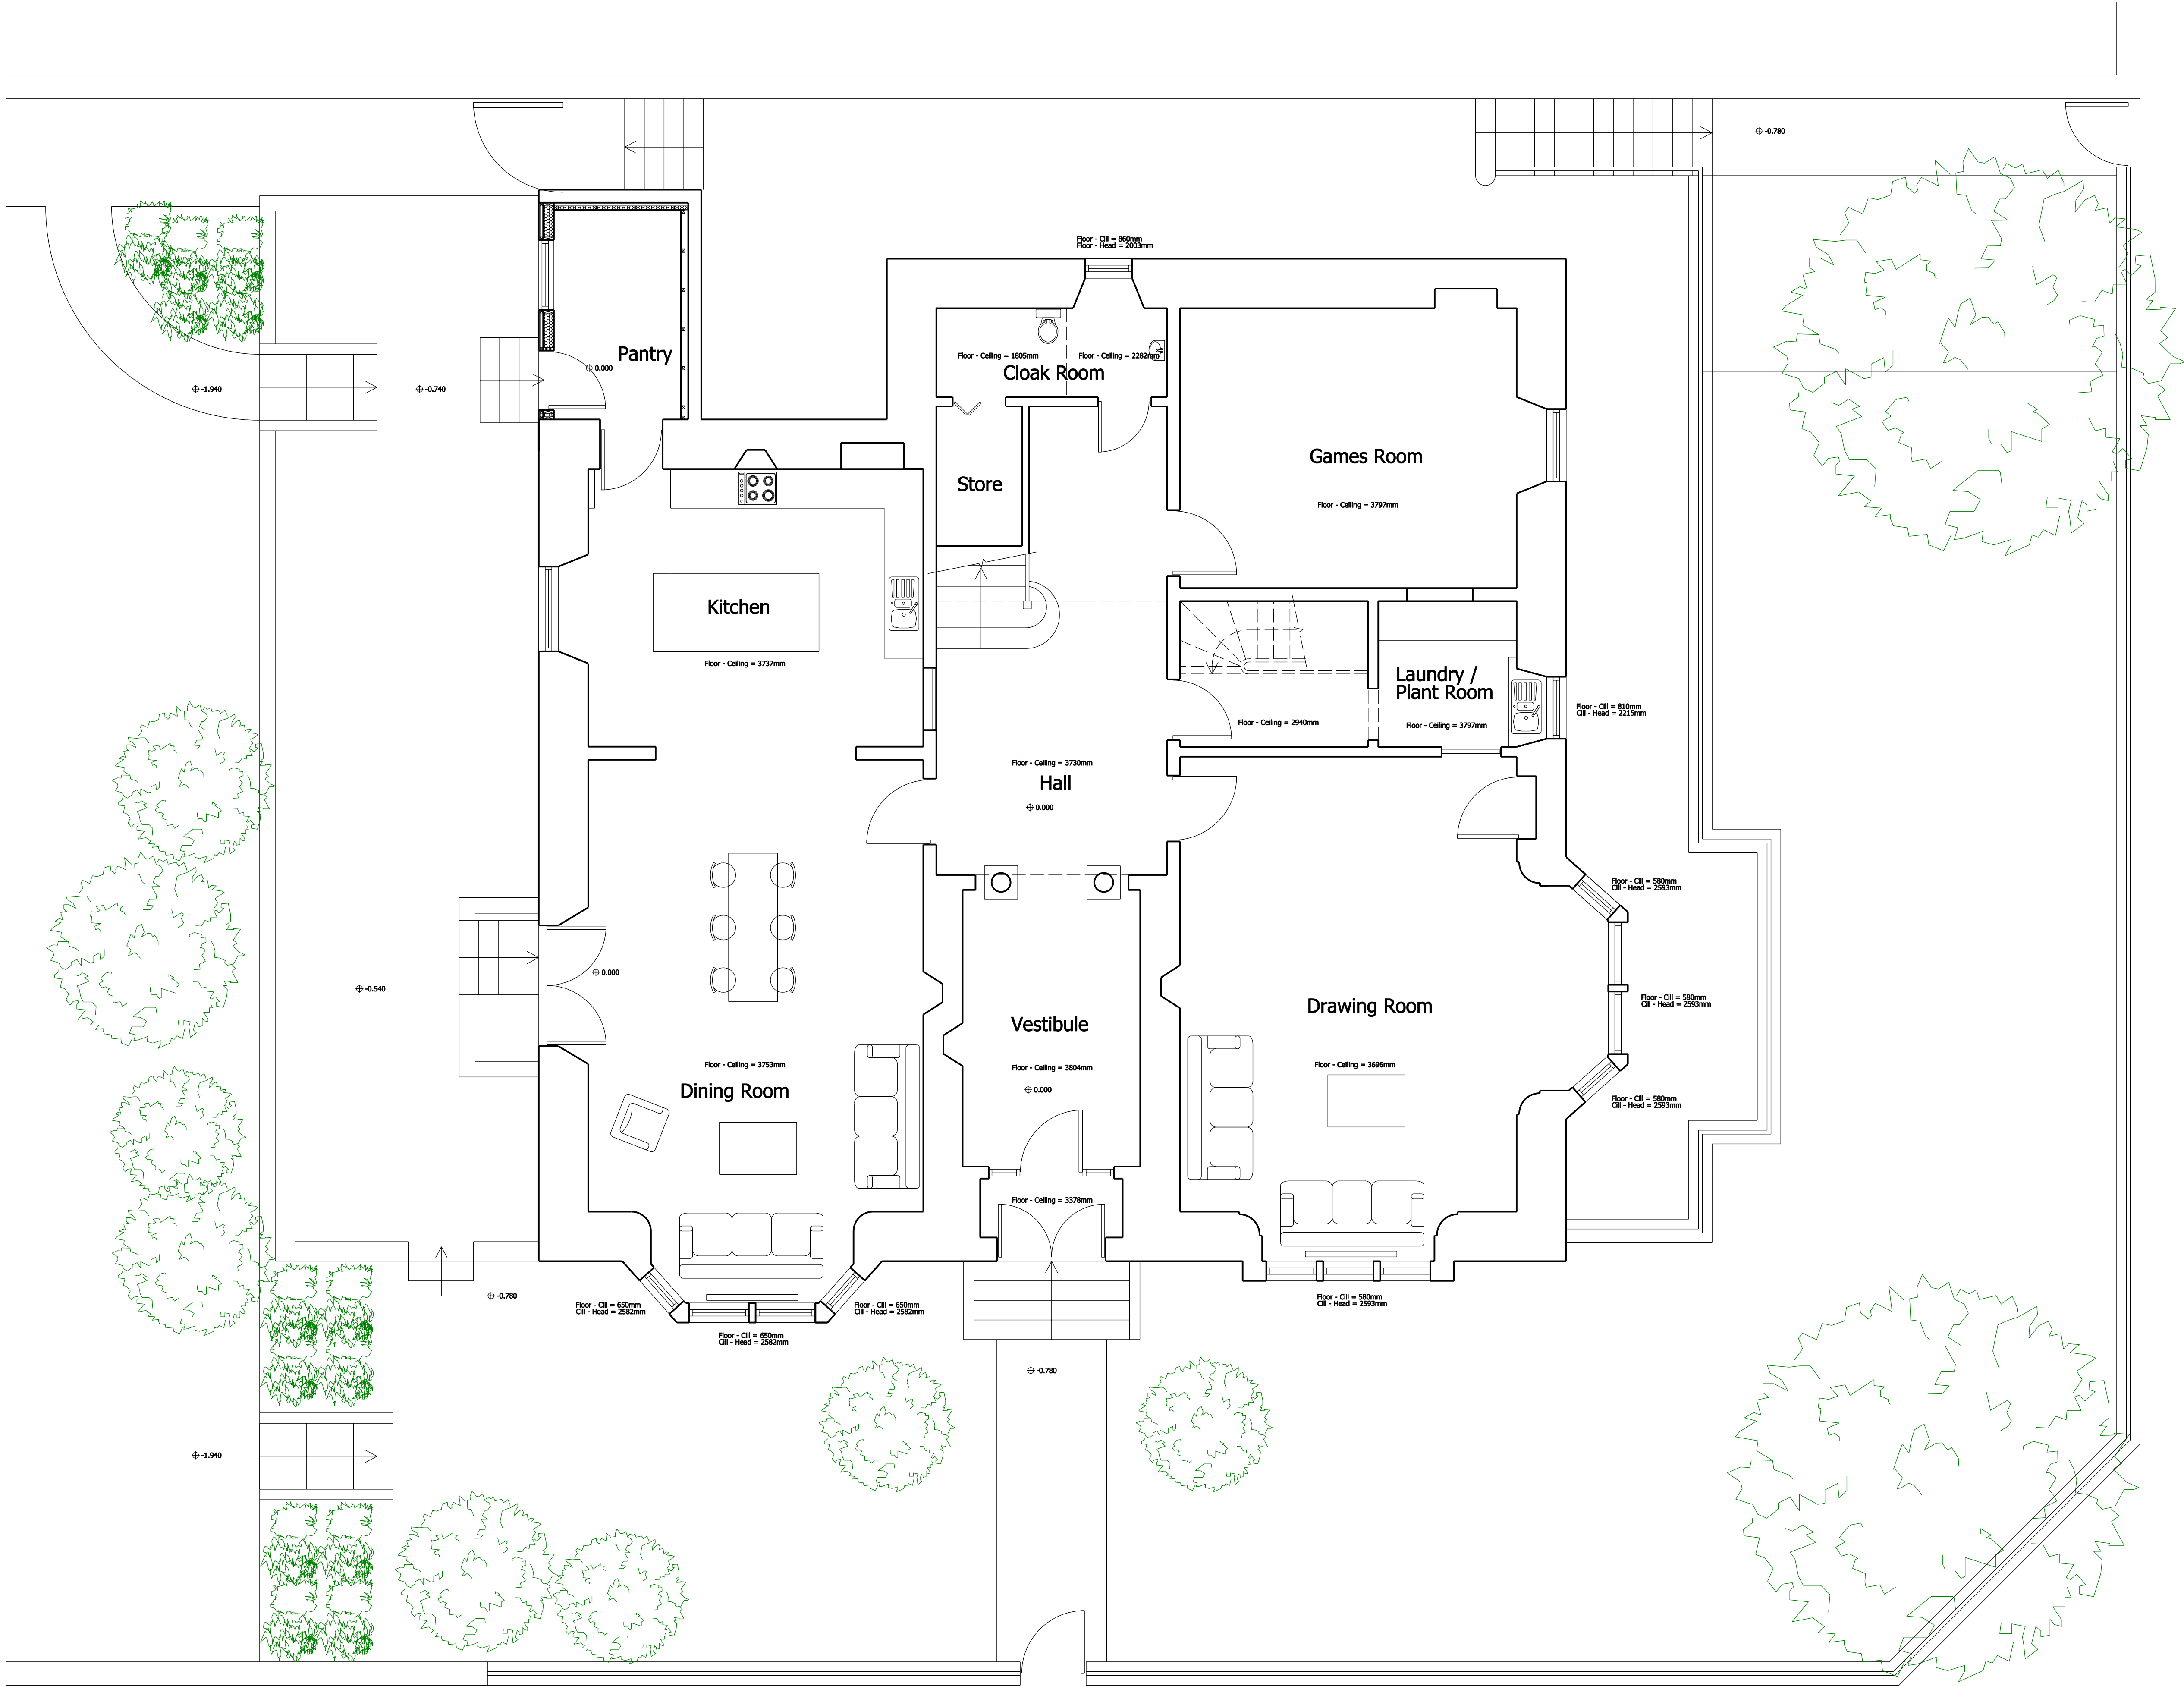 -0.780
Floor - Cill = 860mm
Floor - Head = 2003mm
Pantry
0.000
Floor - Ceiling = 1805mm
Floor - Ceiling = 2282mm
Cloak Room
-1.940
-0.740
Games Room
Store
Floor - Ceiling = 3797mm
Kitchen
Floor - Ceiling = 3737mm
Laundry /
Plant Room
Floor - Ceiling = 2940mm
Floor - Ceiling = 3797mm
Floor - Cill = 810mm
Cill - Head = 2215mm
Floor - Ceiling = 3730mm
Hall
0.000
Floor - Cill = 580mm
Cill - Head = 2593mm
0.000
-0.540
Floor - Cill = 580mm
Cill - Head = 2593mm
Drawing Room
Vestibule
Floor - Ceiling = 3753mm
Floor - Ceiling = 3804mm
Floor - Ceiling = 3696mm
Dining Room
0.000
Floor - Cill = 580mm
Cill - Head = 2593mm
Floor - Ceiling = 3378mm
-0.780
Floor - Cill = 650mm
Cill - Head = 2582mm
Floor - Cill = 650mm
Cill - Head = 2582mm
Floor - Cill = 580mm
Cill - Head = 2593mm
Floor - Cill = 650mm
Cill - Head = 2582mm
-0.780
-1.940